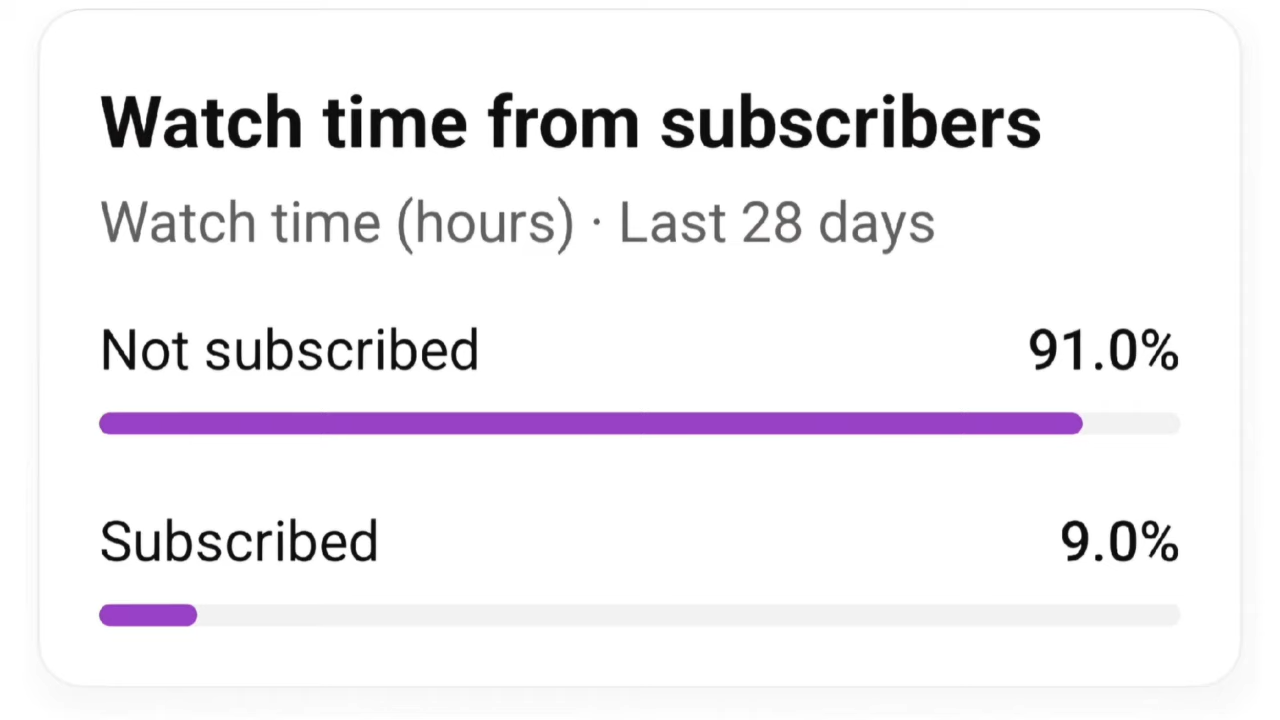 Watch time from subscribers
Watch time (hours) · Last 28 days
Not subscribed 91.0%
Subscribed 9.0%